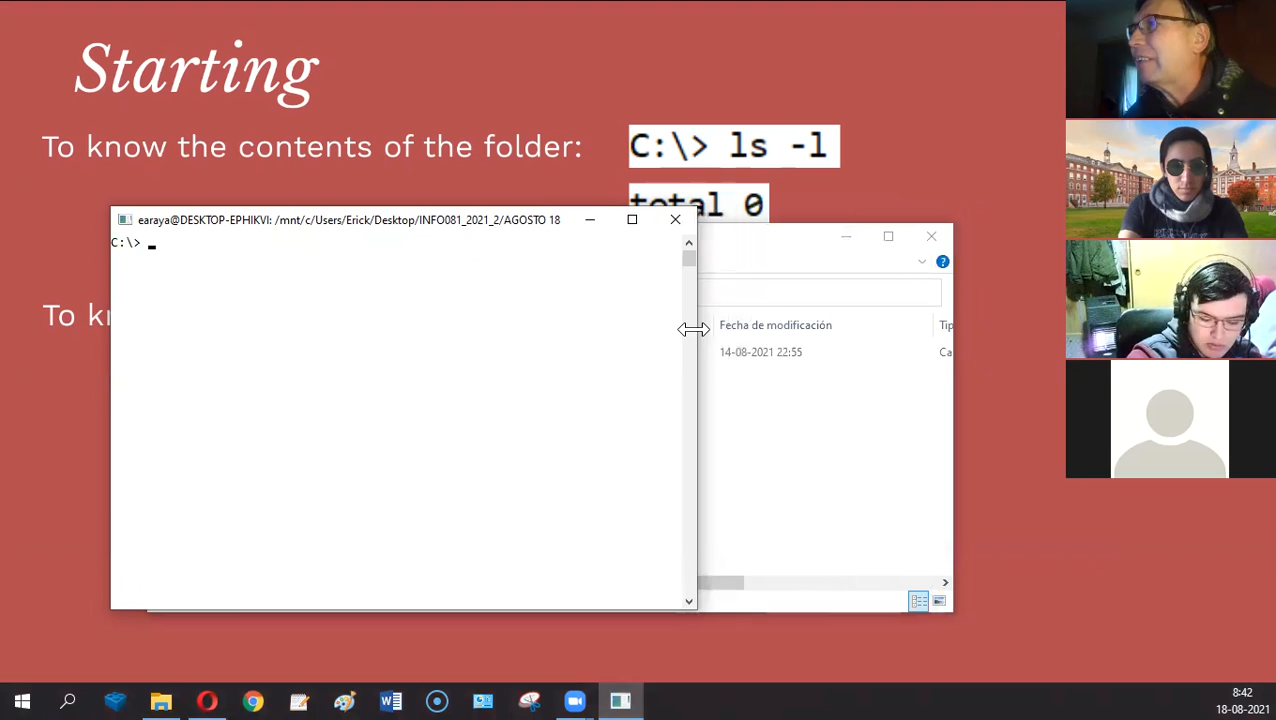 Starting
To know the contents of the folder:
C:\> ls -l
total 0
earaya@DESKTOP-EPHIKVI: /mnt/c/Users/Erick/Desktop/INFO081_2021_2/AGOSTO 18
C:\>
Fecha de modificación
Tip
14-08-2021 22:55
Ca
To kn
8:42
18-08-2021